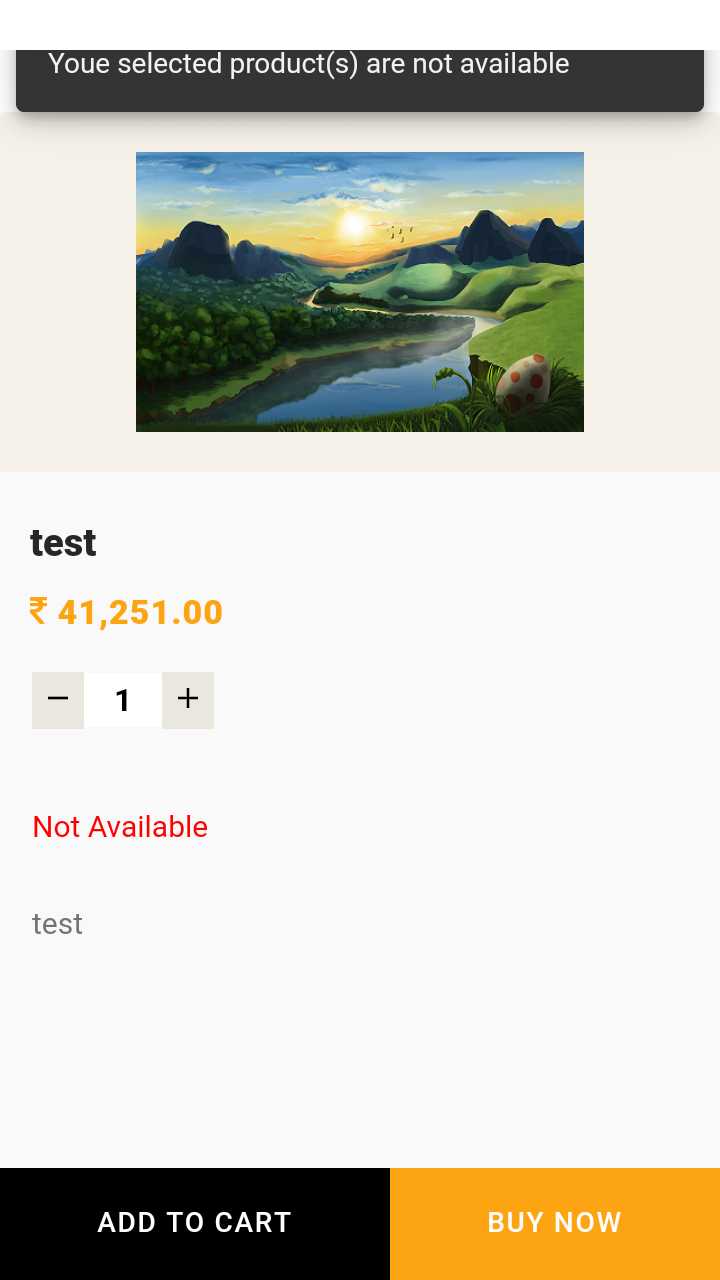 Youe selected product(s) are not available
test
₹ 41,251.00
1
Not Available
test
ADD TO CART
BUY NOW